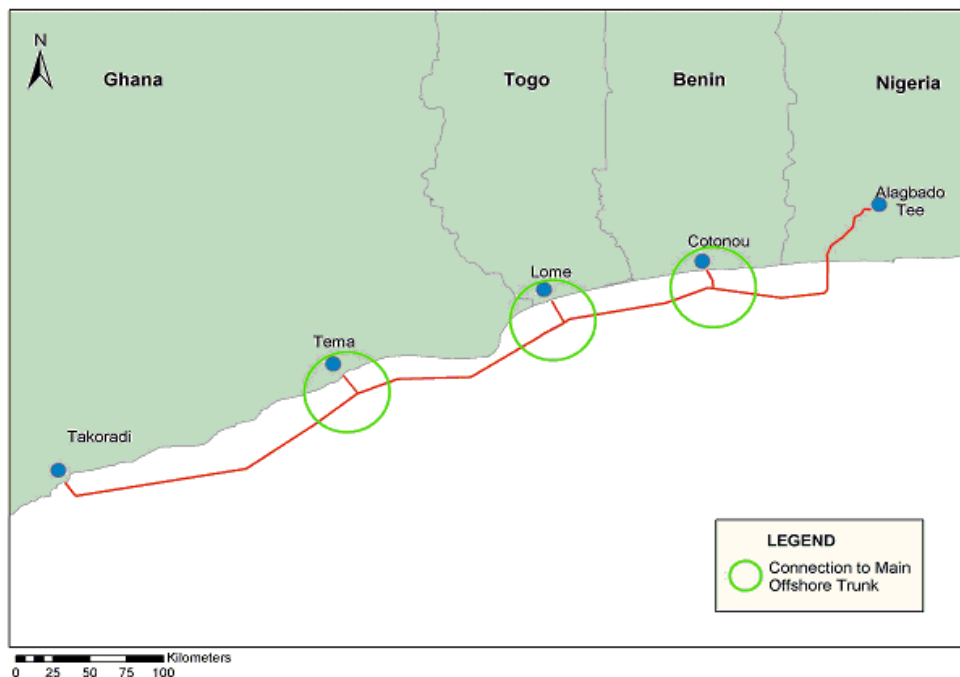 N
Ghana
Togo
Benin
Nigeria
Alagbado
Tee
Cotonou
Lome
Tema
Takoradi
LEGEND
Connection to Main
Offshore Trunk
Kilometers
0 25 50 75 100